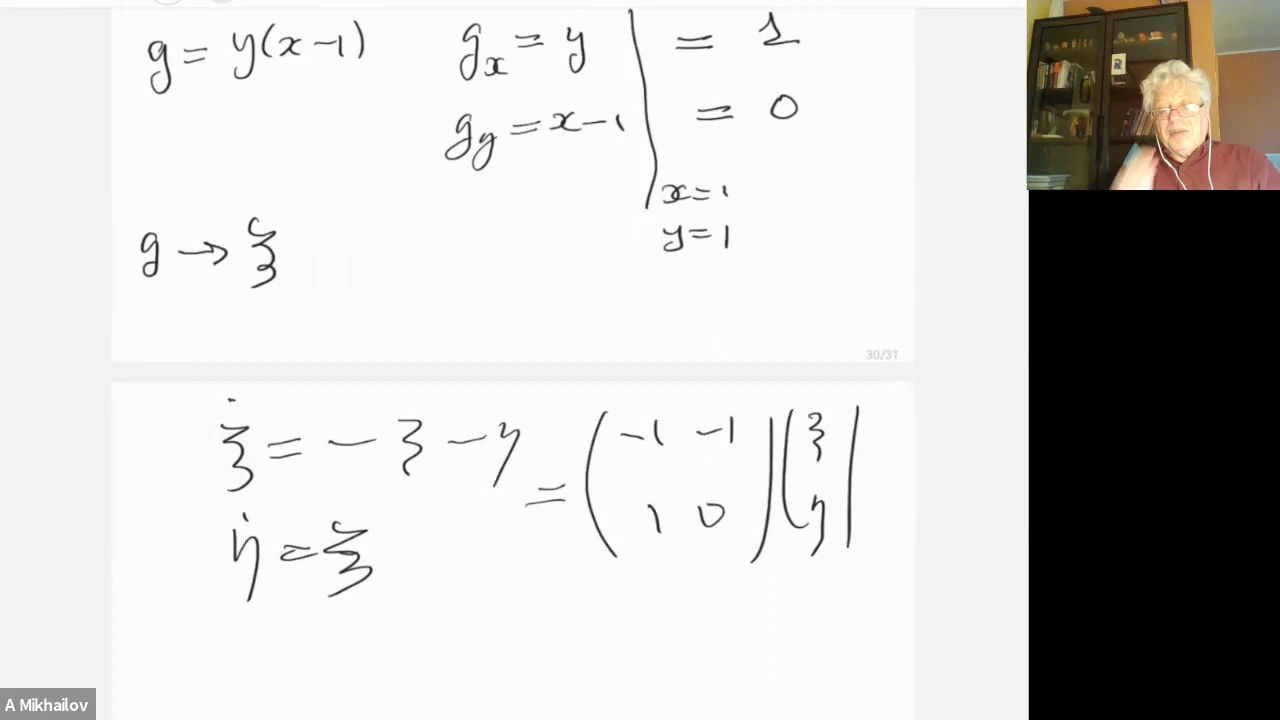 g = y(x-1) g_x = y | = 1
g_y = x-1 | = 0
x=1
y=1
g → ξ
30/31
ξ̇ = -ξ - η = (-1 -1) (ξ)
η̇ = ξ (1 0) (η)
A Mikhailov